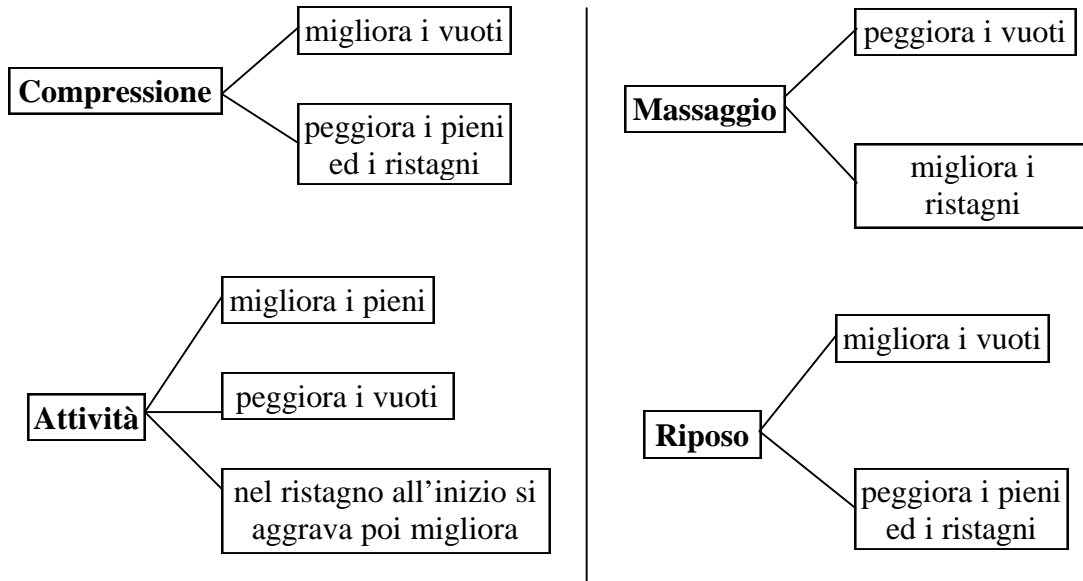 migliora i vuoti
Compressione
peggiora i pieni
ed i ristagni
peggiora i vuoti
Massaggio
migliora i
ristagni
migliora i pieni
peggiora i vuoti
Attività
nel ristagno all'inizio si
aggrava poi migliora
migliora i vuoti
Riposo
peggiora i pieni
ed i ristagni